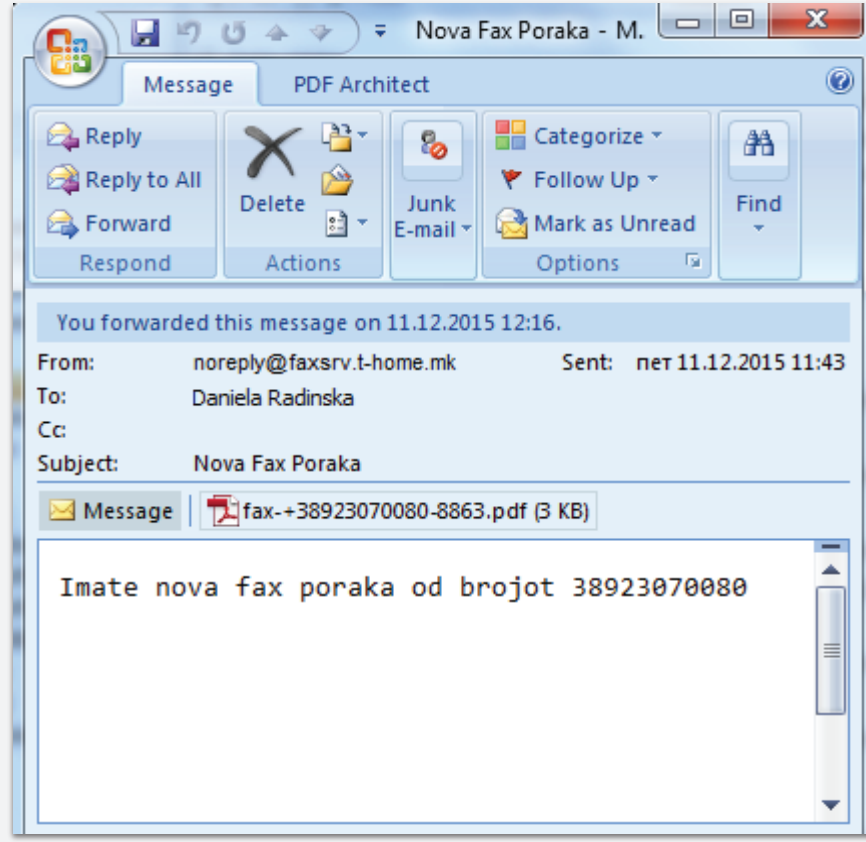 Nova Fax Poraka - M.
Message PDF Architect
Reply
Reply to All
Forward
Respond
Delete
Actions
Junk
E-mail
Categorize
Follow Up
Mark as Unread
Options
Find
You forwarded this message on 11.12.2015 12:16.
From: noreply@faxsrv.t-home.mk Sent: пет 11.12.2015 11:43
To: Daniela Radinska
Cc:
Subject: Nova Fax Poraka
Message fax-+38923070080-8863.pdf (3 KB)
Imate nova fax poraka od brojot 38923070080